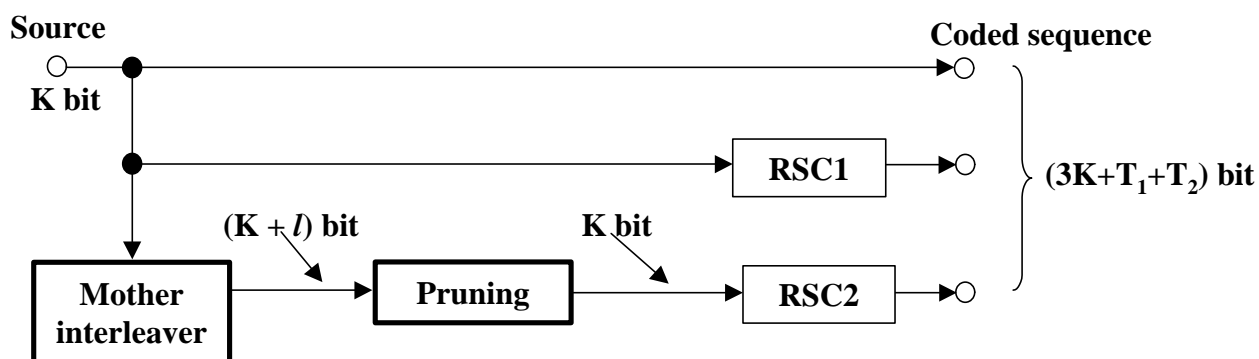 Source
Coded sequence
K bit
RSC1
(3K+T₁+T₂) bit
(K + l) bit
K bit
Mother
interleaver
Pruning
RSC2